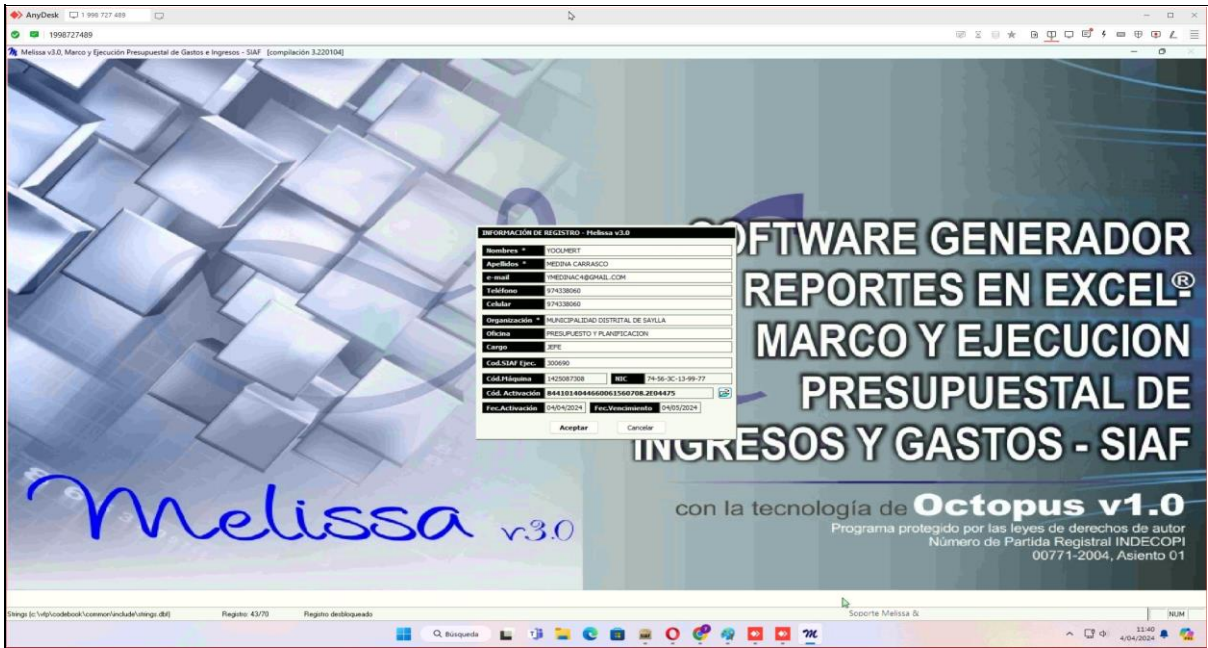 AnyDesk 1 998 727 489
1998727489
Melissa v3.0, Marco y Ejecución Presupuestal de Gastos e Ingresos - SIAF [compilación 3.220104]
SOFTWARE GENERADOR
REPORTES EN EXCEL®
MARCO Y EJECUCION
PRESUPUESTAL DE
INGRESOS Y GASTOS - SIAF
INFORMACIÓN DE REGISTRO - Melissa v3.0
Nombres * YOOLMERT
Apellidos * MEDINA CARRASCO
e-mail YMEDINAC4@GMAIL.COM
Teléfono 974338060
Celular 974338060
Organización * MUNICIPALIDAD DISTRITAL DE SAYLLA
Oficina PRESUPUESTO Y PLANIFICACION
Cargo JEFE
Cod.SIAF Ejec. 300690
Cód.Máquina 1425087308 NIC 74-56-3C-13-99-77
Cód. Activación 8441014044660061560708.2E04475
Fec.Activación 04/04/2024 Fec.Vencimiento 04/05/2024
Aceptar Cancelar
Melissa v3.0
con la tecnología de Octopus v1.0
Programa protegido por las leyes de derechos de autor
Número de Partida Registral INDECOPI
00771-2004, Asiento 01
Strings (c:\vfp\codebook\common\include\strings.dbf) Registro: 43/70 Registro desbloqueado Soporte Melissa & NUM
Búsqueda 11:40
4/04/2024